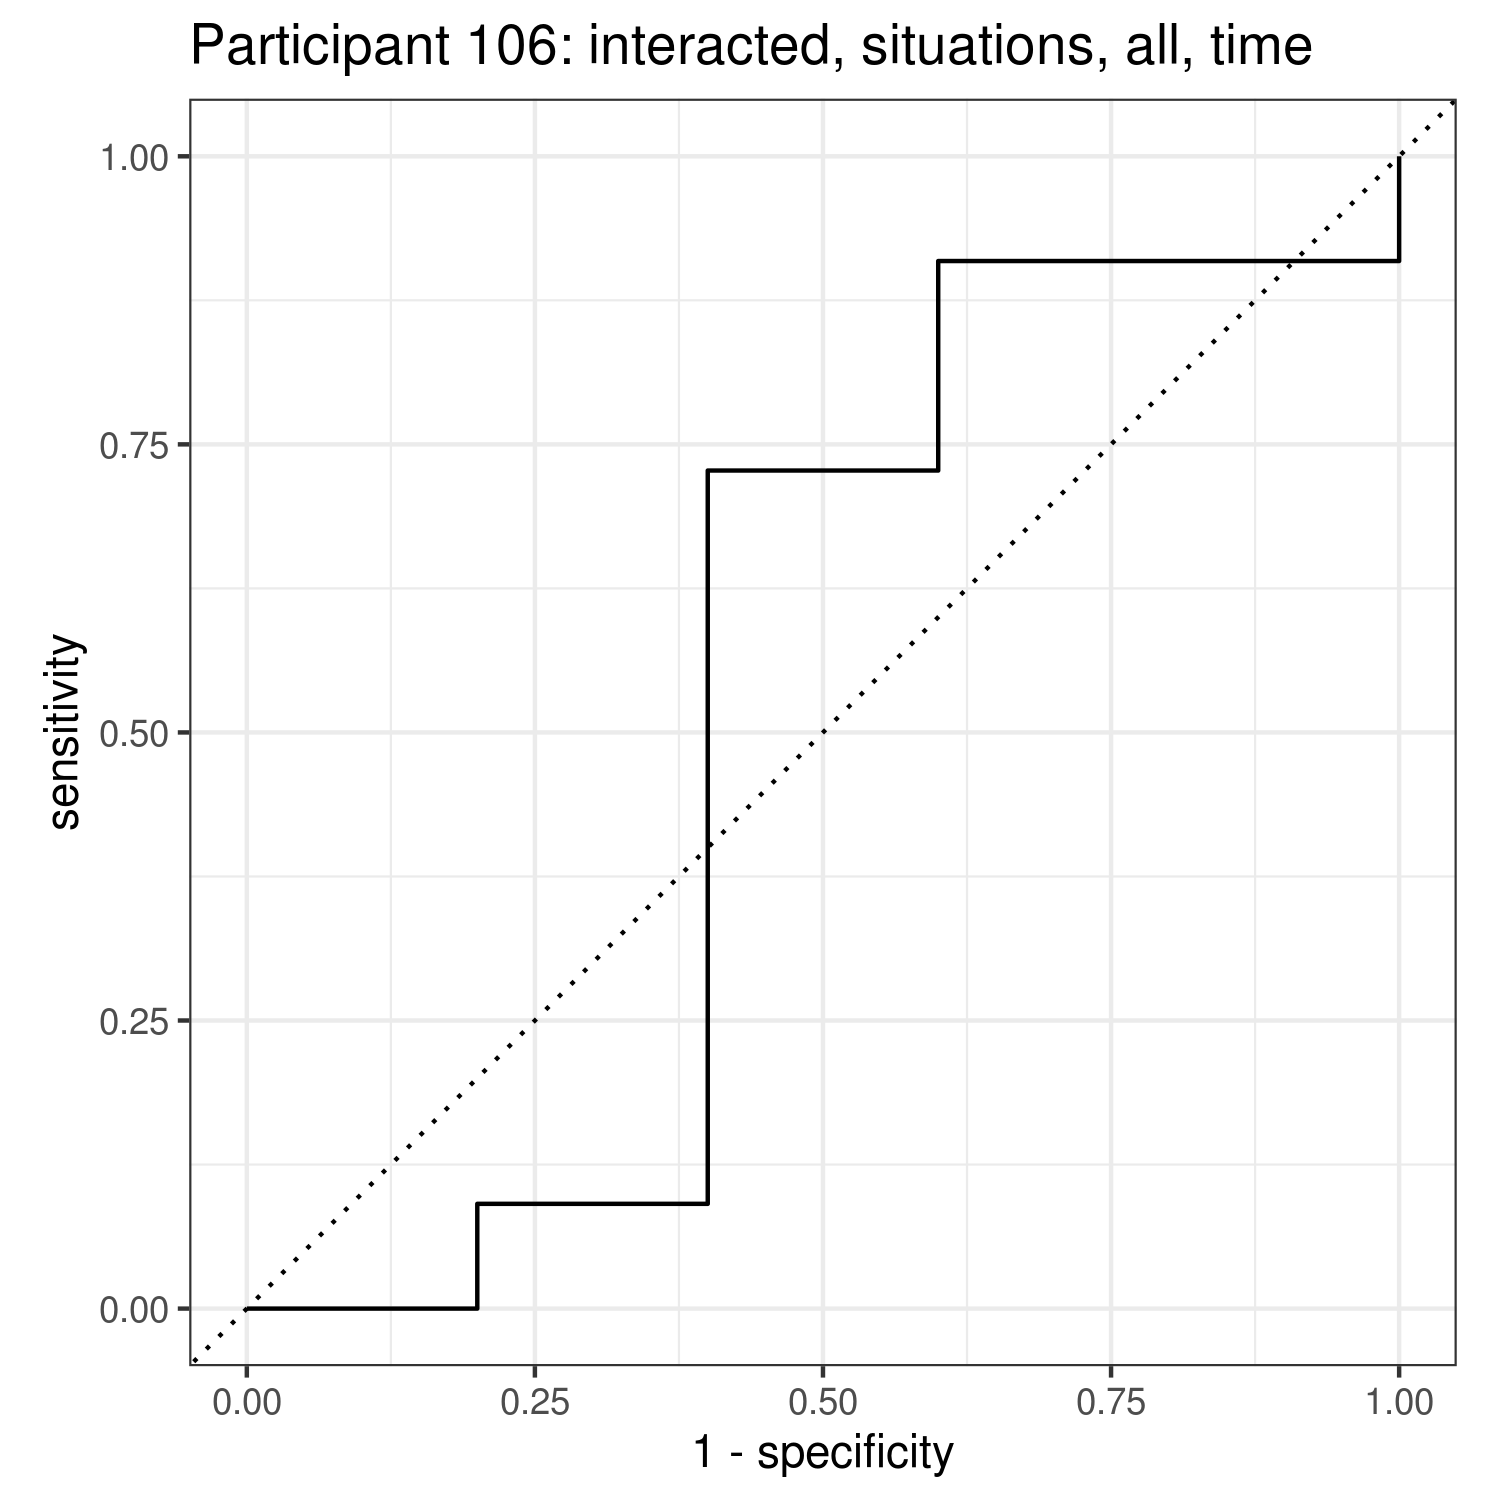 Participant 106: interacted, situations, all, time
1.00
0.75
0.50
0.25
0.00
sensitivity
0.00 0.25 0.50 0.75 1.00
1 - specificity